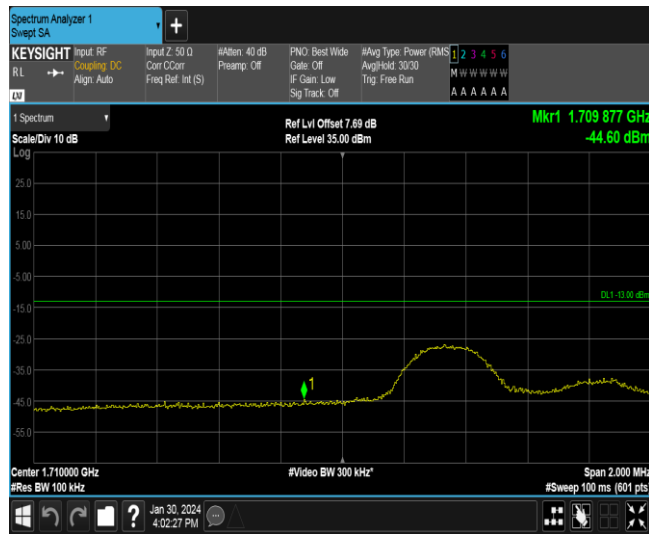 Spectrum Analyzer 1
Swept SA
KEYSIGHT
RL
LXI
Input: RF
Coupling: DC
Align: Auto
Input Z: 50 Ω
Corr CCorr
Freq Ref: Int (S)
#Atten: 40 dB
Preamp: Off
PNO: Best Wide
Gate: Off
IF Gain: Low
Sig Track: Off
#Avg Type: Power (RMS
Avg|Hold: 30/30
Trig: Free Run
1 2 3 4 5 6
M W W W W W
A A A A A A
1 Spectrum
Scale/Div 10 dB
Log
Ref Lvl Offset 7.69 dB
Ref Level 35.00 dBm
Mkr1 1.709 877 GHz
-44.60 dBm
25.0
15.0
5.00
-5.00
DL1 -13.00 dBm
-15.0
-25.0
-35.0
1
-45.0
-55.0
Center 1.710000 GHz
#Res BW 100 kHz
#Video BW 300 kHz*
Span 2.000 MHz
#Sweep 100 ms (601 pts
?
Jan 30, 2024
4:02:27 PM